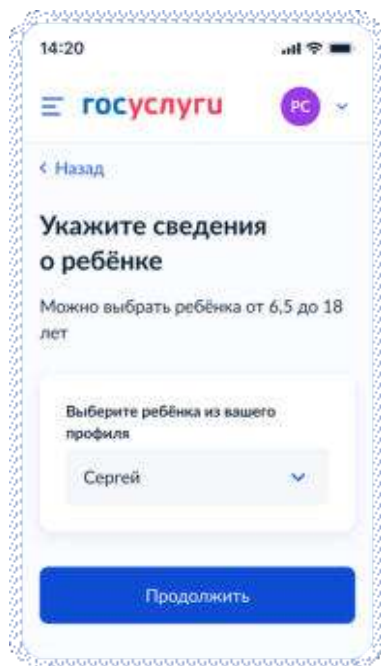 14:20
госуслуги
РС
Назад
Укажите сведения
о ребёнке
Можно выбрать ребёнка от 6,5 до 18
лет
Выберите ребёнка из вашего
профиля
Сергей
Продолжить